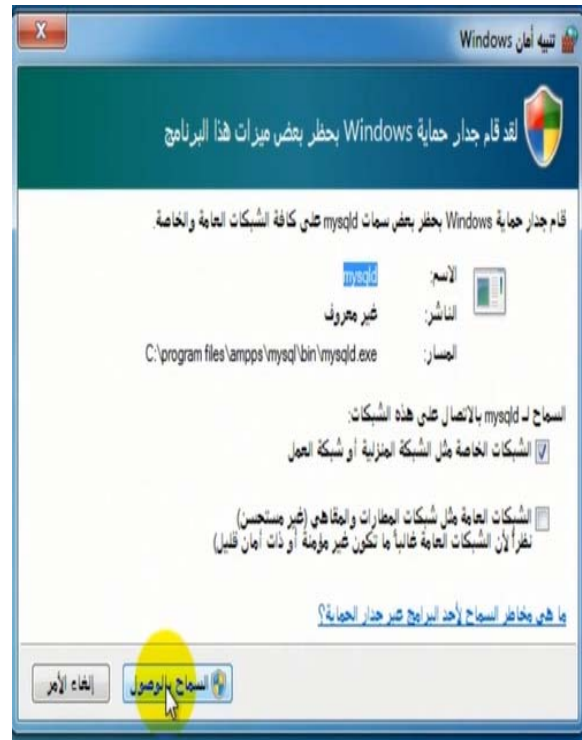 تنبيه أمان Windows
لقد قام جدار حماية Windows بحظر بعض ميزات هذا البرنامج
قام جدار حماية Windows بحظر بعض سمات mysqld على كافة الشبكات العامة والخاصة.
الاسم: mysqld
الناشر: غير معروف
المسار: C:\program files\ampps\mysql\bin\mysqld.exe
السماح لـ mysqld بالاتصال على هذه الشبكات:
الشبكات الخاصة مثل الشبكة المنزلية أو شبكة العمل
الشبكات العامة مثل شبكات المطارات والمقاهي (غير مستحسن)
نظراً لأن الشبكات العامة غالباً ما تكون غير مؤمنة أو ذات أمان قليل)
ما هي مخاطر السماح لأحد البرامج عبر جدار الحماية؟
السماح بالوصول
إلغاء الأمر